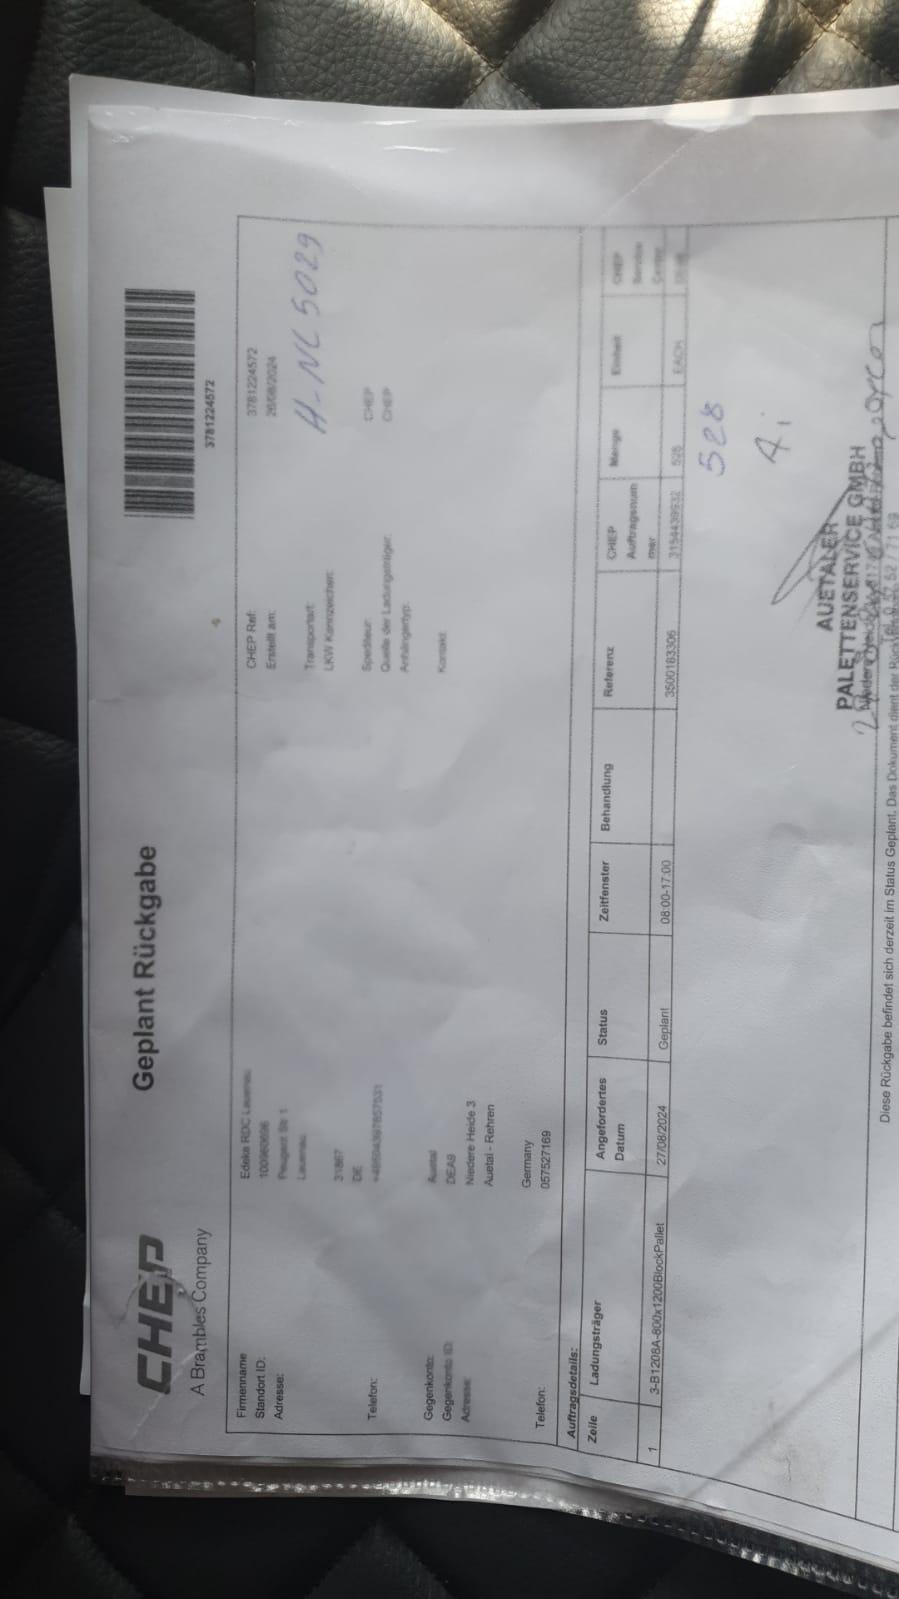 CHEP
A Brambles Company
Geplant Rückgabe
3781224572
Firmenname
Edeka RDC Lauenau
Standort ID:
Adresse:
Peugeot Str 1
Lauenau
31867
DE
Telefon:
Gegenkonto:
Auetal
Gegenkonto ID:
DEA9
Adresse:
Niedere Heide 3
Auetal - Rehren
Germany
Telefon:
057527169
CHEP Ref:
3781224572
Erstellt am:
26/08/2024
Transportart:
LKW Kennzeichen:
H-NL 5029
Spediteur:
CHEP
Quelle der Ladungsträger:
CHEP
Anhängertyp:
Kontakt:
Auftragsdetails:
Zeile Ladungsträger Angefordertes Datum Status Zeitfenster Behandlung Referenz CHEP Auftragsnummer Menge Einheit CHEP Service
1 3-B1208A-800x1200BlockPallet 27/08/2024 Geplant 08:00-17:00 3500183306 528 EACH
528
Ai
AUETALER
PALETTENSERVICE GMBH
Diese Rückgabe befindet sich derzeit im Status Geplant. Das Dokument dient der